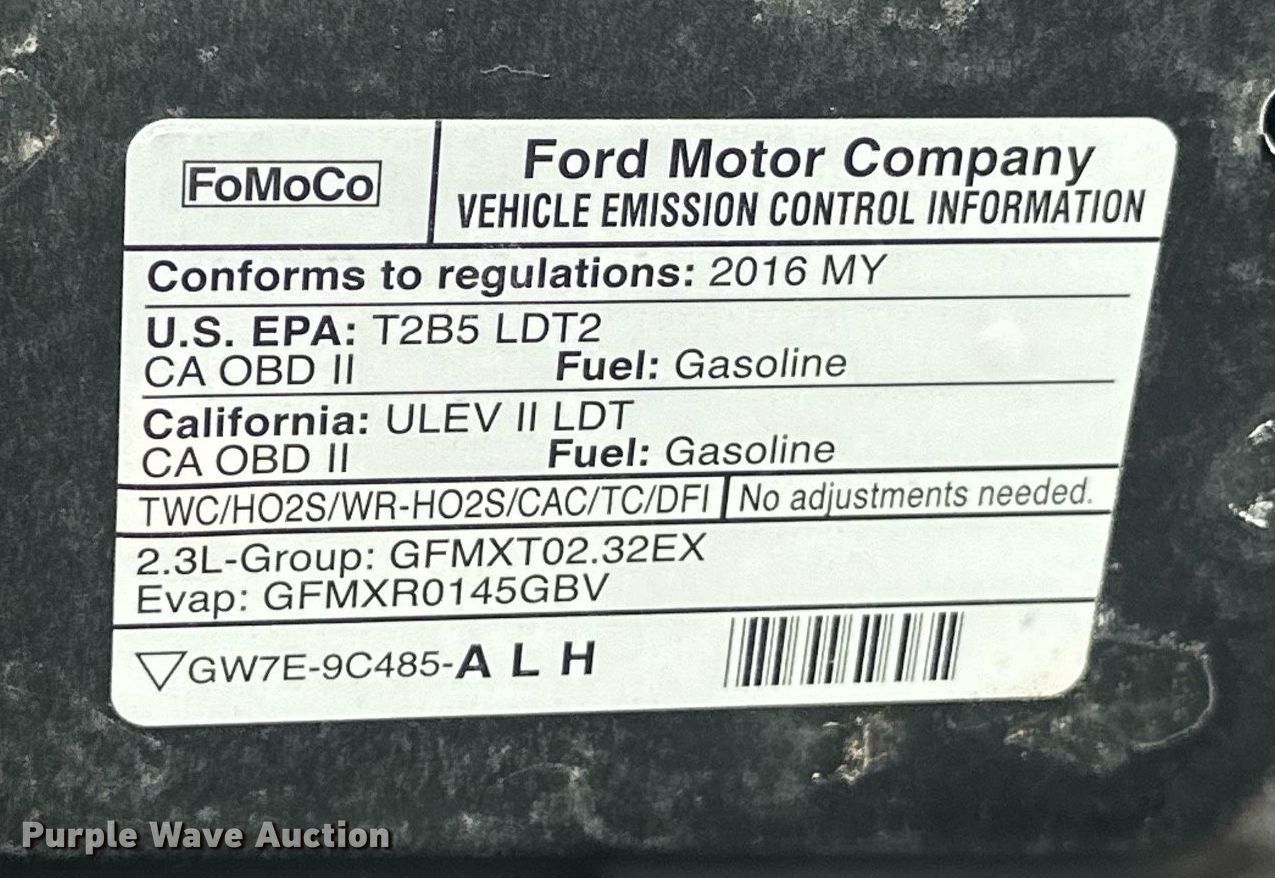 FoMoCo
Ford Motor Company
VEHICLE EMISSION CONTROL INFORMATION
Conforms to regulations: 2016 MY
U.S. EPA: T2B5 LDT2
CA OBD II Fuel: Gasoline
California: ULEV II LDT
CA OBD II Fuel: Gasoline
TWC/HO2S/WR-HO2S/CAC/TC/DFI No adjustments needed.
2.3L-Group: GFMXT02.32EX
Evap: GFMXR0145GBV
GW7E-9C485-A L H
Purple Wave Auction